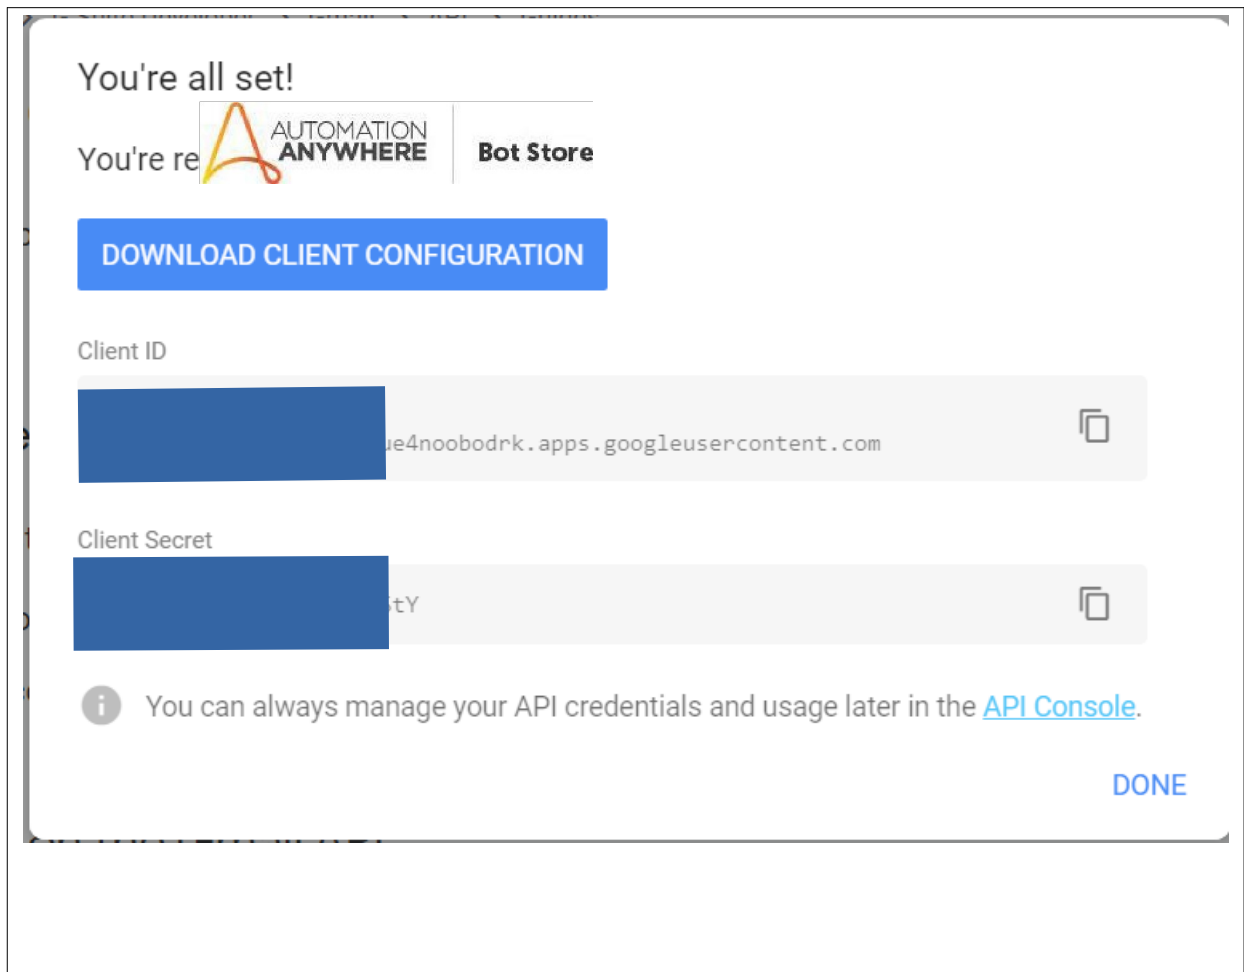 You're all set!
You're re
AUTOMATION
ANYWHERE
Bot Store
DOWNLOAD CLIENT CONFIGURATION
Client ID
ue4noobodrk.apps.googleusercontent.com
Client Secret
tY
You can always manage your API credentials and usage later in the API Console.
DONE